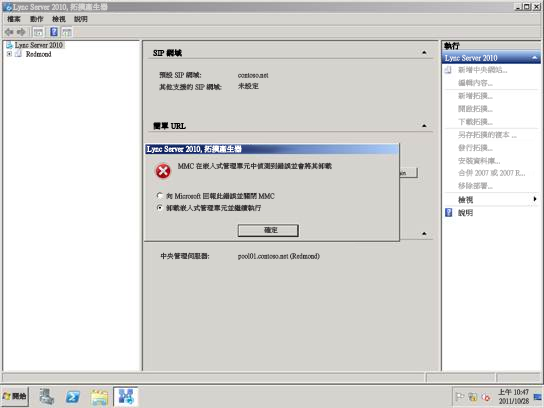 Lync Server 2010, 拓撲產生器
檔案 動作 檢視 說明
Lync Server 2010
Redmond
SIP 網域
預設 SIP 網域: contoso.net
其他支援的 SIP 網域: 未設定
簡單 URL
Lync Server 2010, 拓撲產生器
MMC 在嵌入式管理單元中偵測到錯誤並會將其卸載
向 Microsoft 回報此錯誤並關閉 MMC
卸載嵌入式管理單元並繼續執行
確定
中央管理伺服器: pool01.contoso.net (Redmond)
執行
Lync Server 2010
新增中央網站...
編輯內容...
新增拓撲...
開啟拓撲...
下載拓撲...
另存拓撲的複本 ...
發行拓撲...
安裝資料庫...
合併 2007 或 2007 R...
移除部署...
檢視
說明
開始
上午 10:47
2011/10/28